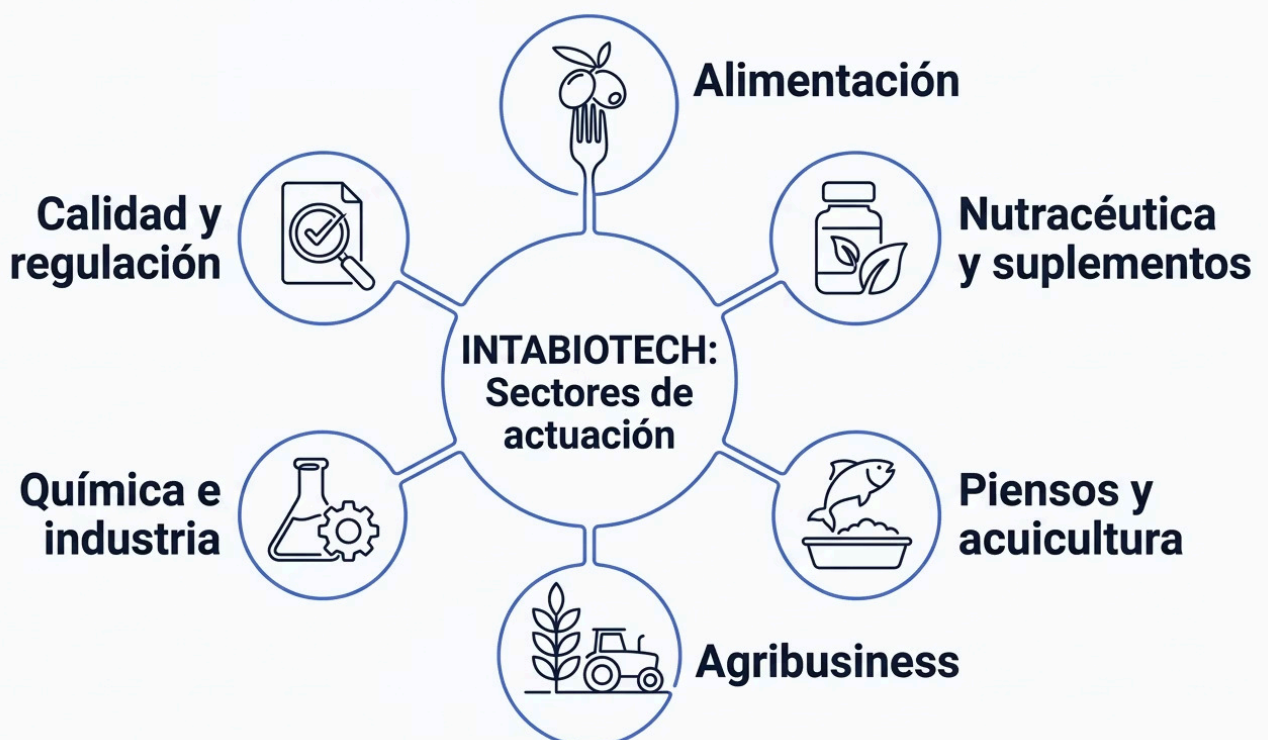 Alimentación
Calidad y
regulación
Nutracéutica
y suplementos
INTABIOTECH:
Sectores de
actuación
Química e
industria
Piensos y
acuicultura
Agribusiness